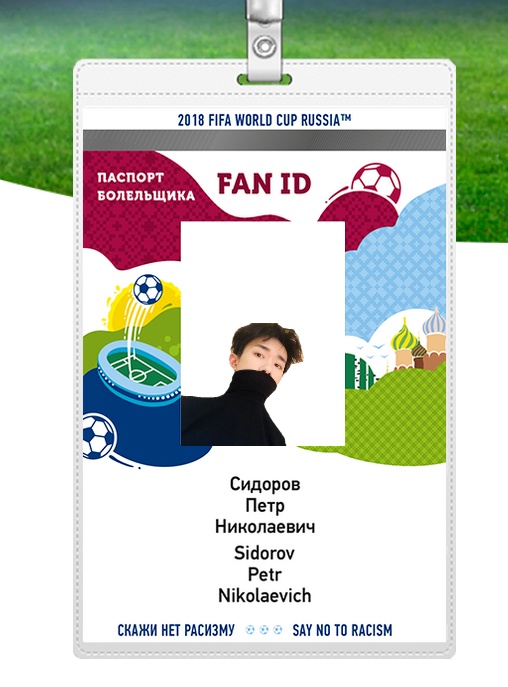 2018 FIFA WORLD CUP RUSSIA™
ПАСПОРТ
БОЛЕЛЬЩИКА
FAN ID
Сидоров
Петр
Николаевич
Sidorov
Petr
Nikolaevich
СКАЖИ НЕТ РАСИЗМУ
SAY NO TO RACISM